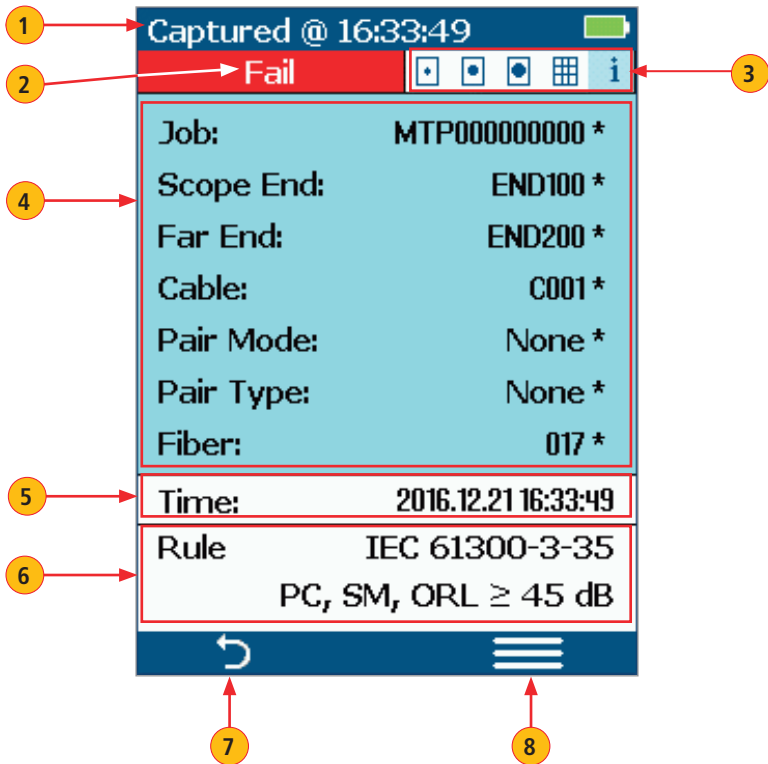 1
Captured @ 16:33:49
2
Fail
i
3
4
Job: MTP000000000 *
Scope End: END100 *
Far End: END200 *
Cable: C001 *
Pair Mode: None *
Pair Type: None *
Fiber: 017 *
5
Time: 2016.12.21 16:33:49
6
Rule IEC 61300-3-35
PC, SM, ORL ≥ 45 dB
7
8